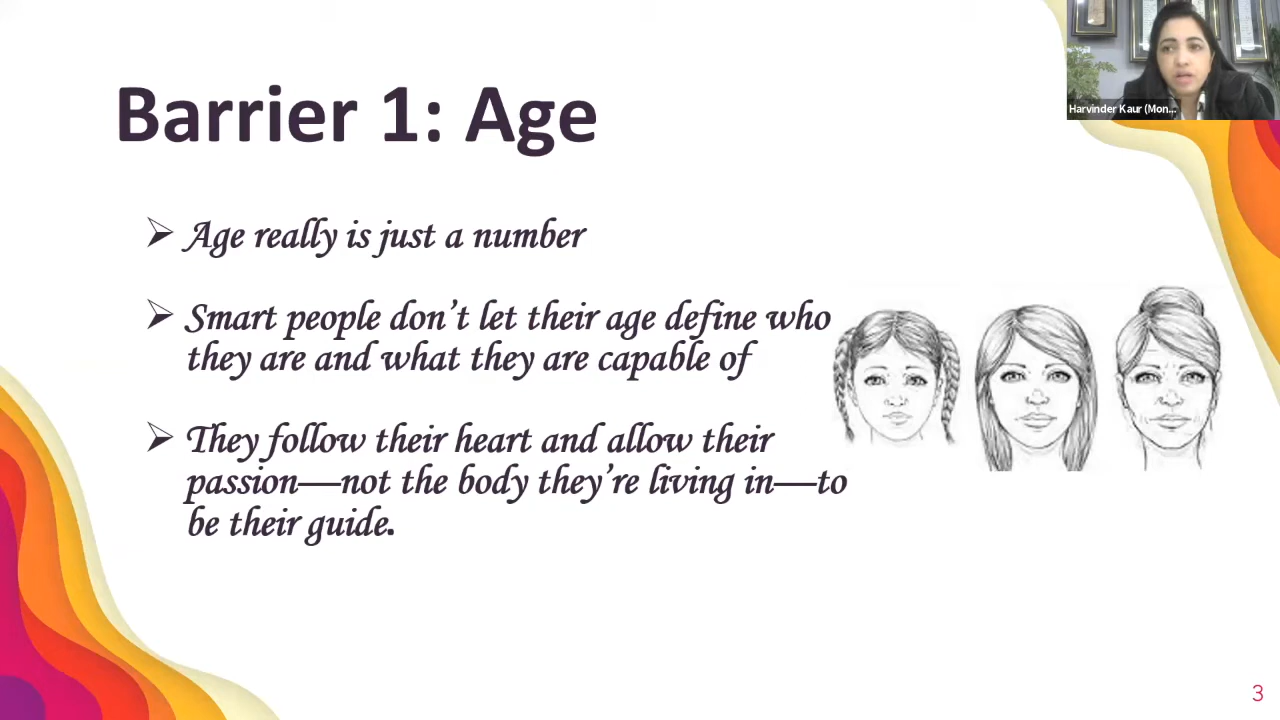 Harvinder Kaur (Mon...
Barrier 1: Age
Age really is just a number
Smart people don't let their age define who
they are and what they are capable of
They follow their heart and allow their
passion—not the body they're living in—to
be their guide.
3